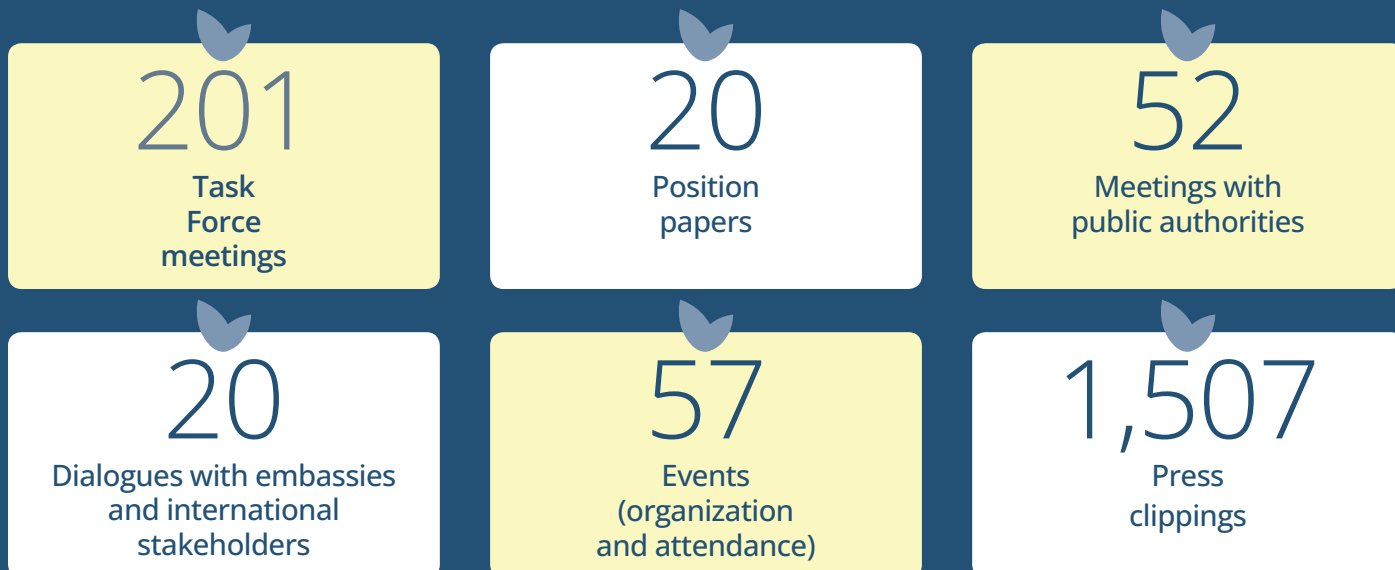 201
Task
Force
meetings
20
Position
papers
52
Meetings with
public authorities
20
Dialogues with embassies
and international
stakeholders
57
Events
(organization
and attendance)
1,507
Press
clippings